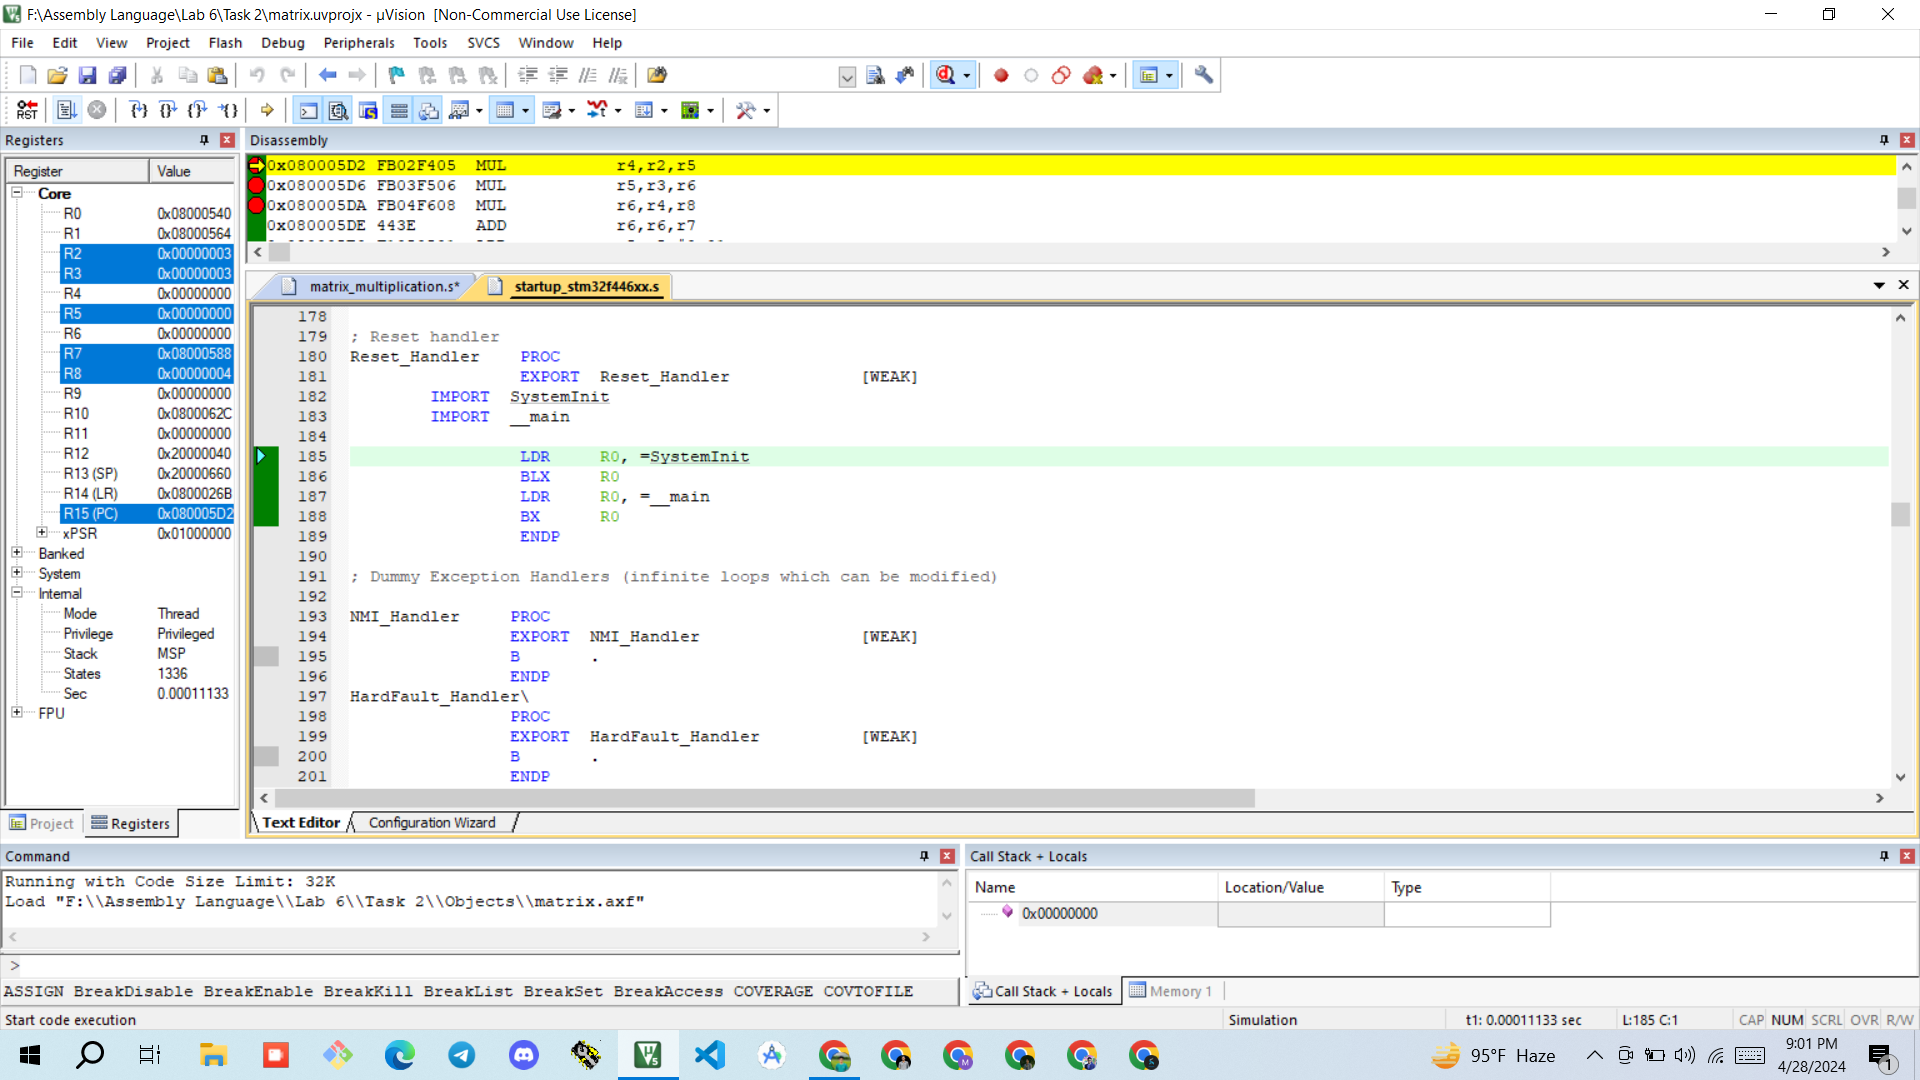 F:\Assembly Language\Lab 6\Task 2\matrix.uvprojx - µVision [Non-Commercial Use License]
File Edit View Project Flash Debug Peripherals Tools SVCS Window Help
RST
Registers
Register Value
Core
R0 0x08000540
R1 0x08000564
R2 0x00000003
R3 0x00000003
R4 0x00000000
R5 0x00000000
R6 0x00000000
R7 0x08000588
R8 0x00000004
R9 0x00000000
R10 0x0800062C
R11 0x00000000
R12 0x20000040
R13 (SP) 0x20000660
R14 (LR) 0x0800026B
R15 (PC) 0x080005D2
xPSR 0x01000000
Banked
System
Internal
Mode Thread
Privilege Privileged
Stack MSP
States 1336
Sec 0.00011133
FPU
Project Registers
Disassembly
0x080005D2 FB02F405 MUL r4,r2,r5
0x080005D6 FB03F506 MUL r5,r3,r6
0x080005DA FB04F608 MUL r6,r4,r8
0x080005DE 443E ADD r6,r6,r7
matrix_multiplication.s* startup_stm32f446xx.s
178
179 ; Reset handler
180 Reset_Handler PROC
181 EXPORT Reset_Handler [WEAK]
182 IMPORT SystemInit
183 IMPORT __main
184
185 LDR R0, =SystemInit
186 BLX R0
187 LDR R0, =__main
188 BX R0
189 ENDP
190
191 ; Dummy Exception Handlers (infinite loops which can be modified)
192
193 NMI_Handler PROC
194 EXPORT NMI_Handler [WEAK]
195 B .
196 ENDP
197 HardFault_Handler\
198 PROC
199 EXPORT HardFault_Handler [WEAK]
200 B .
201 ENDP
Text Editor Configuration Wizard
Command
Running with Code Size Limit: 32K
Load "F:\\Assembly Language\\Lab 6\\Task 2\\Objects\\matrix.axf"
>
ASSIGN BreakDisable BreakEnable BreakKill BreakList BreakSet BreakAccess COVERAGE COVTOFILE
Call Stack + Locals
Name Location/Value Type
0x00000000
Call Stack + Locals Memory 1
Start code execution Simulation t1: 0.00011133 sec L:185 C:1 CAP NUM SCRL OVR R/W
95°F Haze
9:01 PM
4/28/2024
1